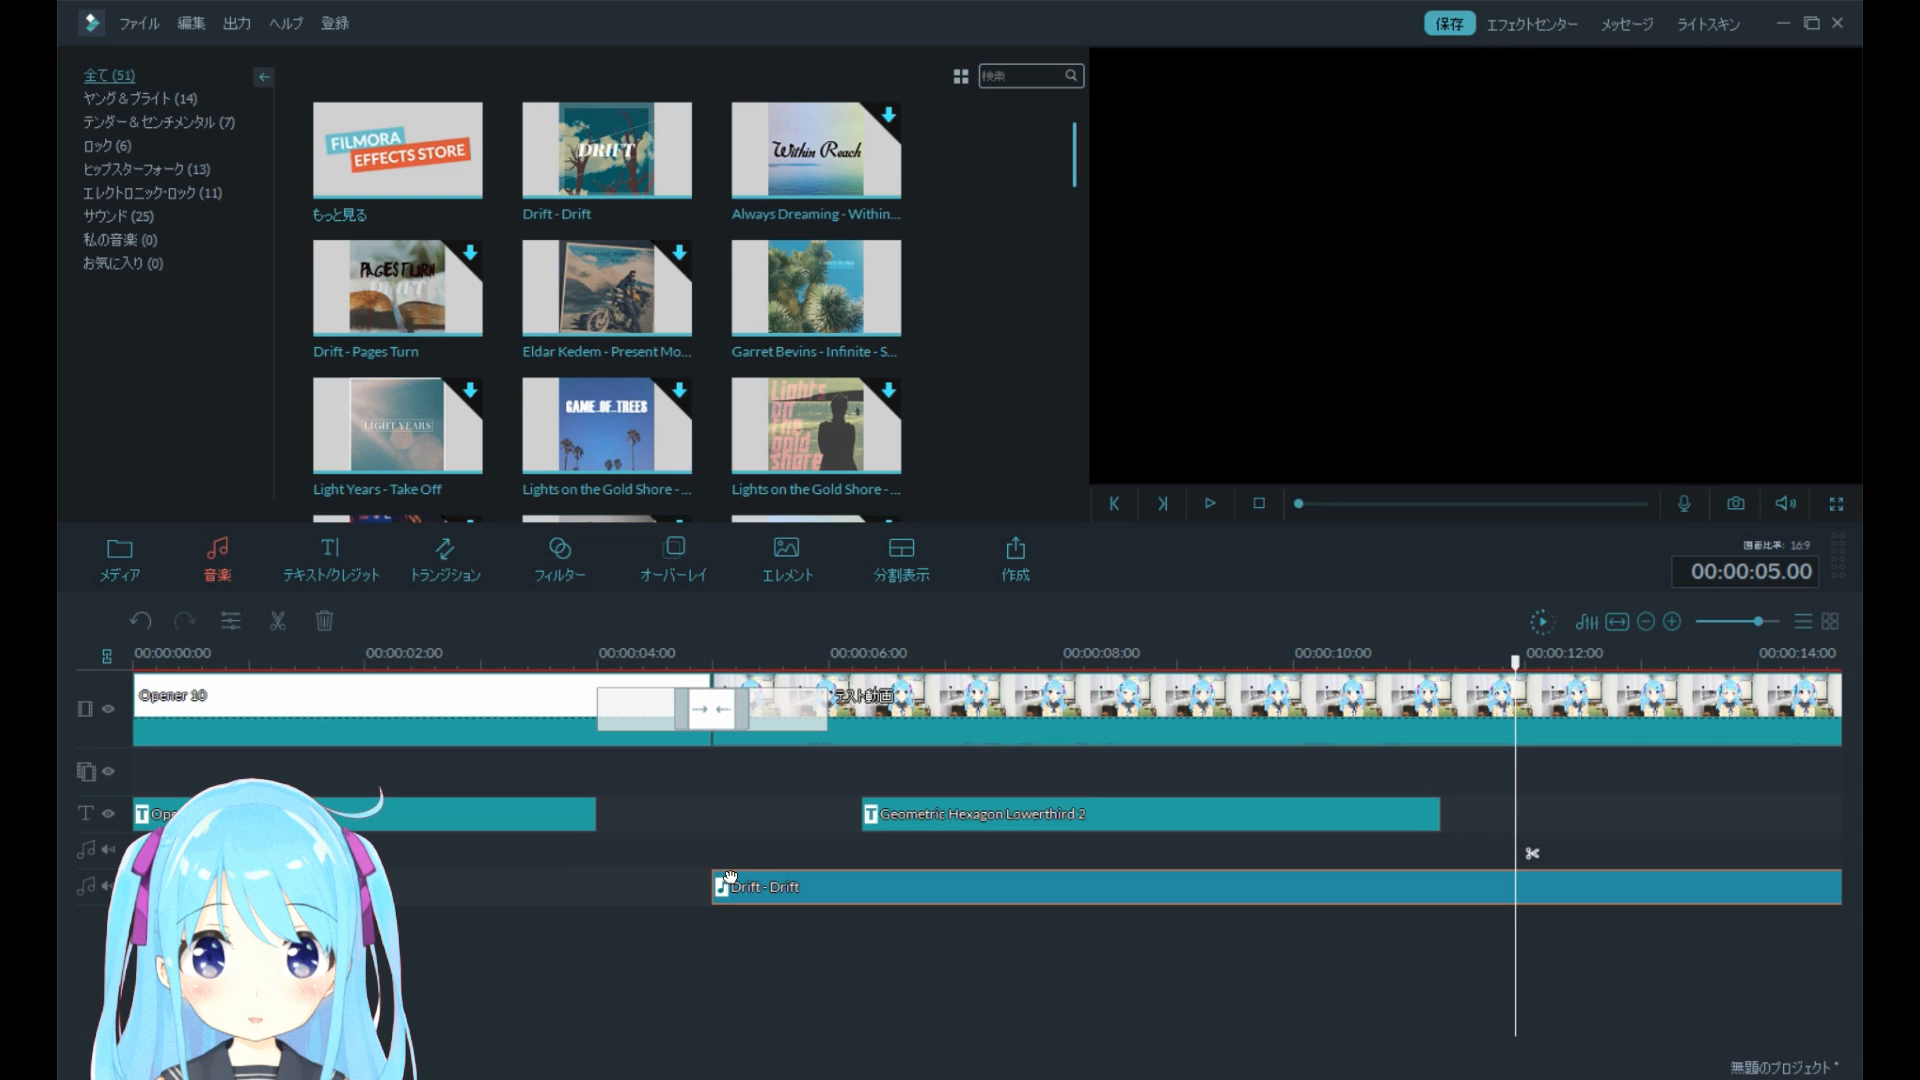 ファイル 編集 出力 ヘルプ 登録 保存 エフェクトセンター メッセージ ライトスキン
全て (51)
ヤング&ブライト (14)
テンダー&センチメンタル (7)
ロック (6)
ヒップスターフォーク (13)
エレクトロニック・ロック (11)
サウンド (25)
私の音楽 (0)
お気に入り (0)
検索
FILMORA
EFFECTS STORE
DRIFT
Within Reach
もっと見る
Drift - Drift
Always Dreaming - Within...
PAGES TURN
DRIFT
Drift - Pages Turn
Eldar Kedem - Present Mo...
Garret Bevins - Infinite - S...
LIGHT YEARS
GAME OF TREES
Lights
on
the
gold
shore
Light Years - Take Off
Lights on the Gold Shore - ...
Lights on the Gold Shore - ...
メディア
音楽
テキスト/クレジット
トランジション
フィルター
オーバーレイ
エレメント
分割表示
作成
画面比率: 16:9
00:00:05.00
00:00:00:00 00:00:02:00 00:00:04:00 00:00:06:00 00:00:08:00 00:00:10:00 00:00:12:00 00:00:14:00
Opener 10
テスト動画
T Ope
T Geometric Hexagon Lowerthird 2
Drift - Drift
無題のプロジェクト *